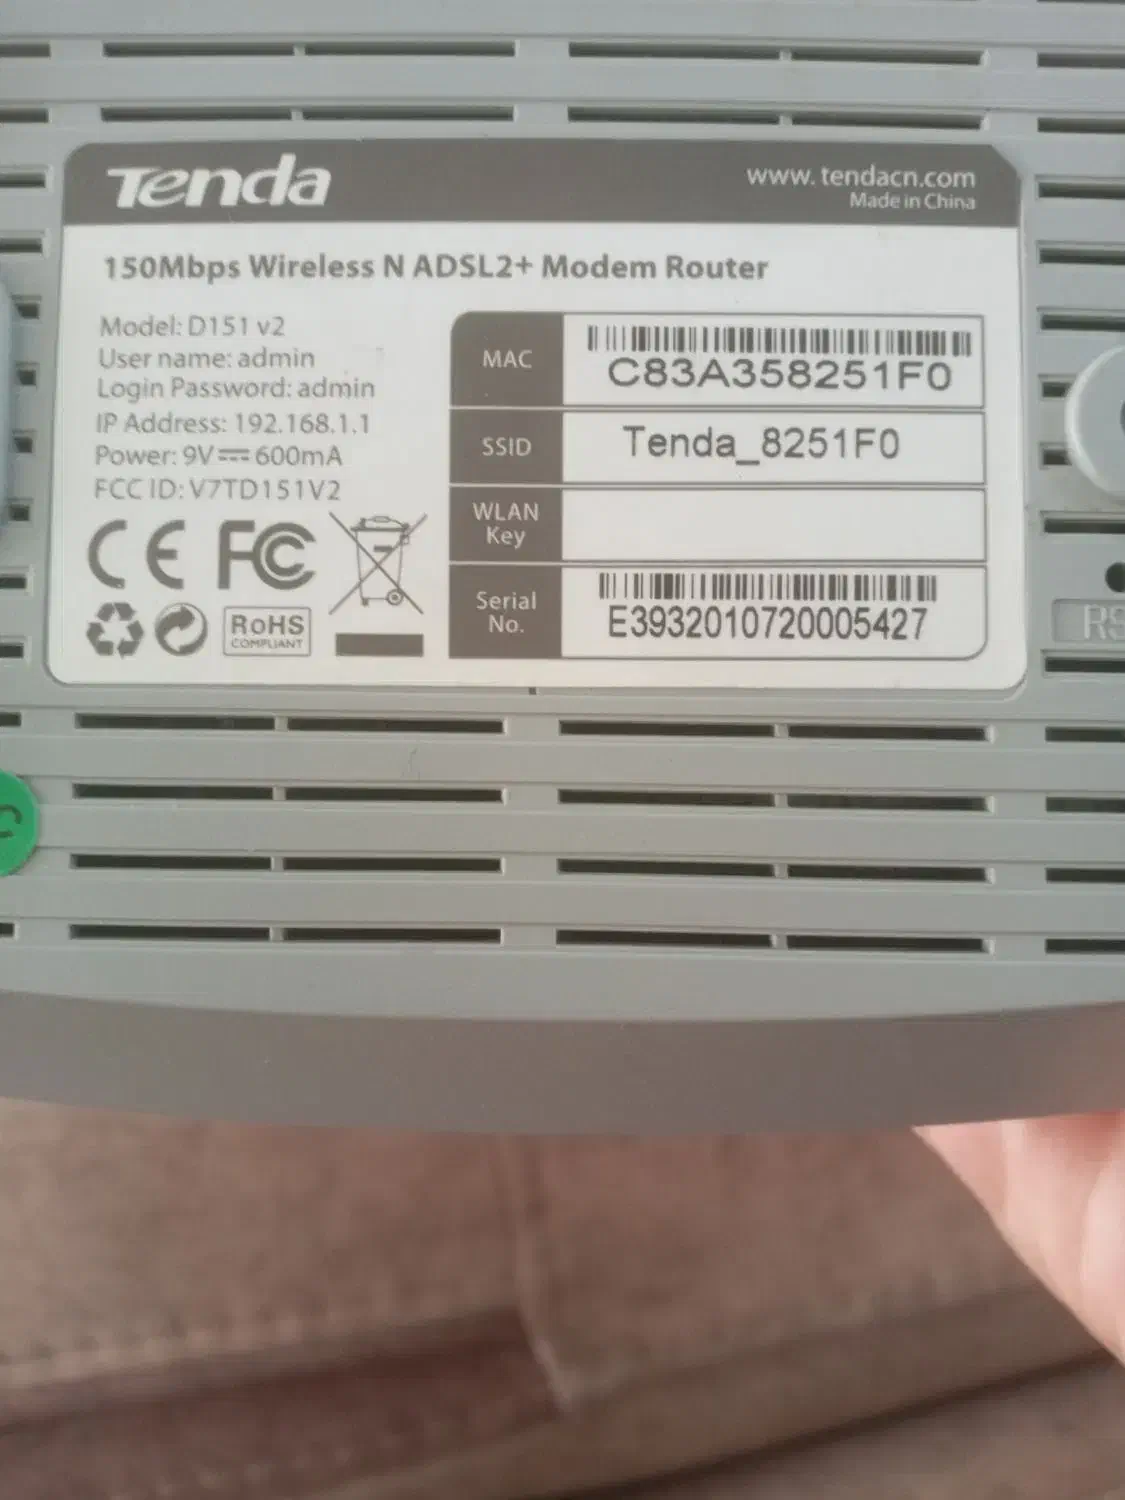 Tenda
www. tendacn.com
Made in China
150Mbps Wireless N ADSL2+ Modem Router
Model: D151 v2
User name: admin
Login Password: admin
IP Address: 192.168.1.1
Power: 9V⎓600mA
FCC ID: V7TD151V2
CE FC
RoHS
COMPLIANT
MAC
C83A358251F0
SSID
Tenda_8251F0
WLAN
Key
Serial
No.
E3932010720005427